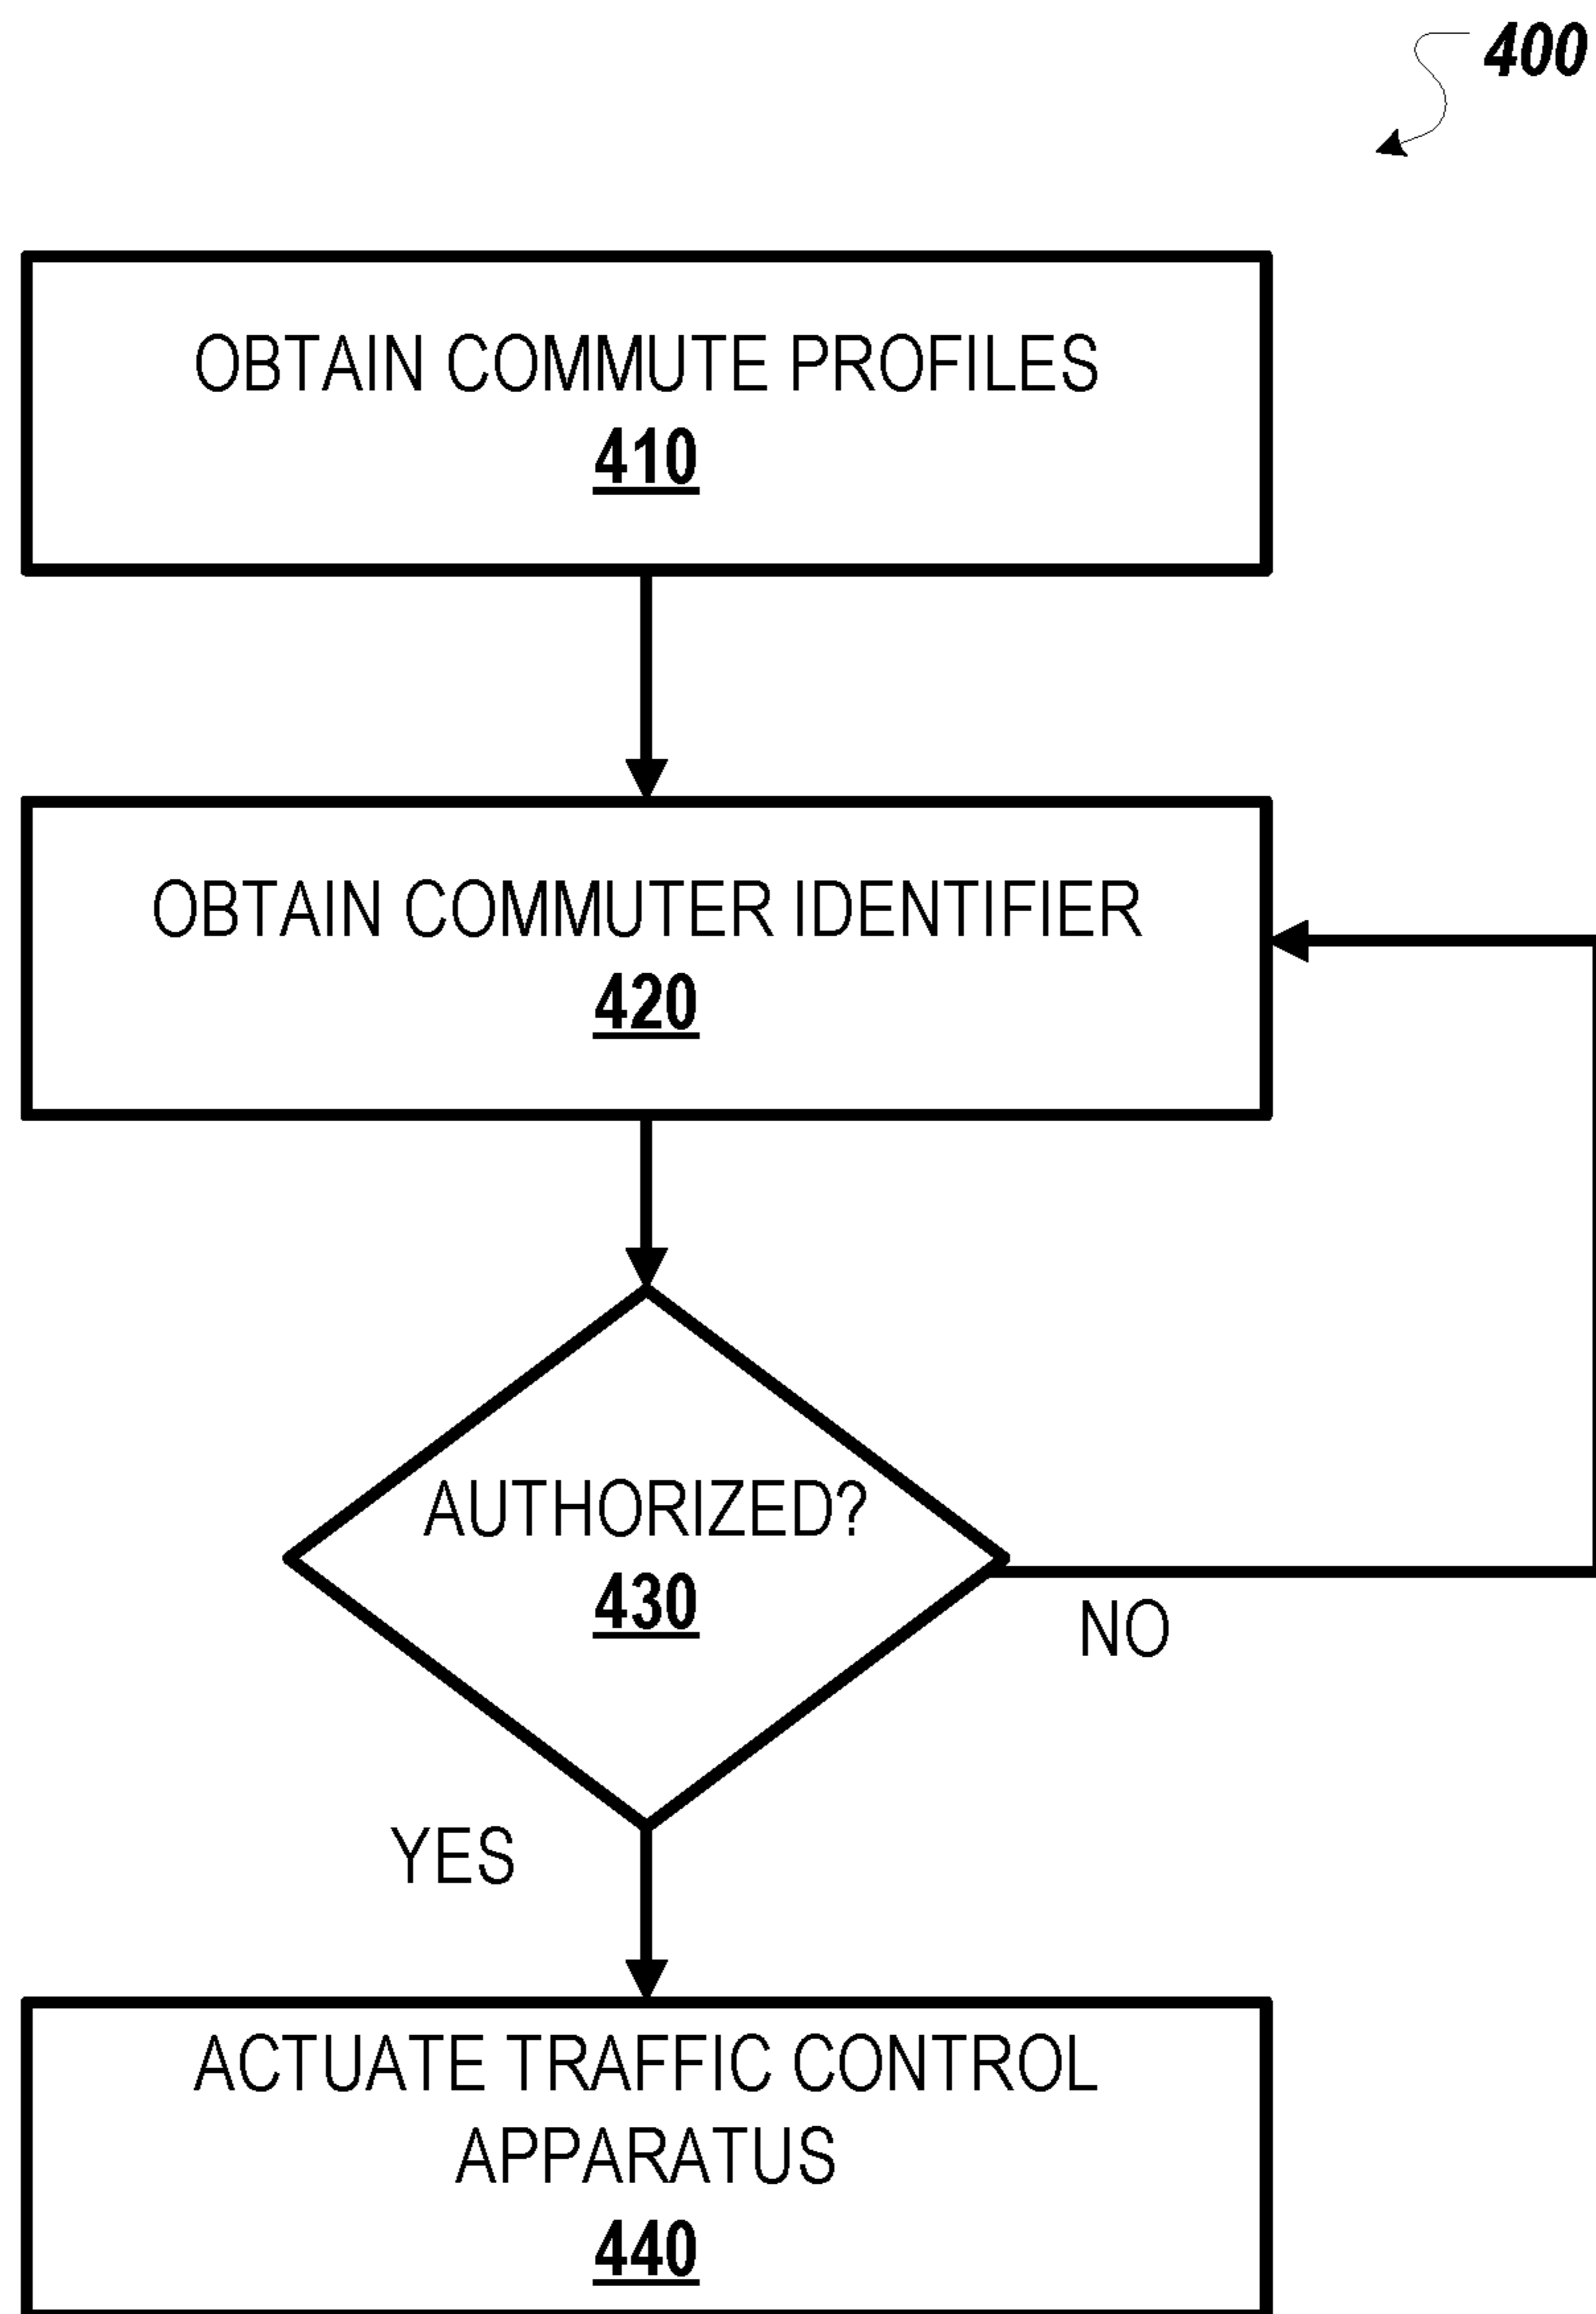 400
OBTAIN COMMUTE PROFILES
410
OBTAIN COMMUTER IDENTIFIER
420
AUTHORIZED?
430
NO
YES
ACTUATE TRAFFIC CONTROL
APPARATUS
440